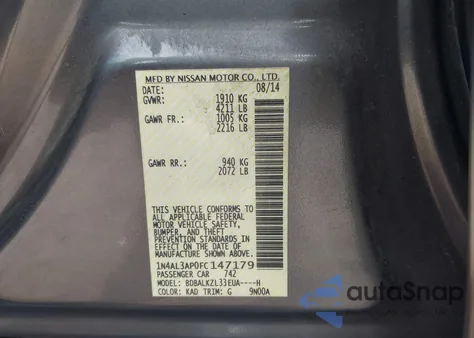 MFD BY NISSAN MOTOR CO., LTD.
DATE: 08/14
GVWR: 1910 KG
4211 LB
GAWR FR.: 1005 KG
2216 LB
GAWR RR.: 940 KG
2072 LB
THIS VEHICLE CONFORMS TO
ALL APPLICABLE FEDERAL
MOTOR VEHICLE SAFETY,
BUMPER, AND THEFT
PREVENTION STANDARDS
IN EFFECT ON THE DATE OF
MANUFACTURE SHOWN ABOVE.
1N4AL3AP0FC147179
PASSENGER CAR 742
MODEL: BDBALKZL33EUA----H
COLOR: KAD TRIM: G 9N00A
autoSnap